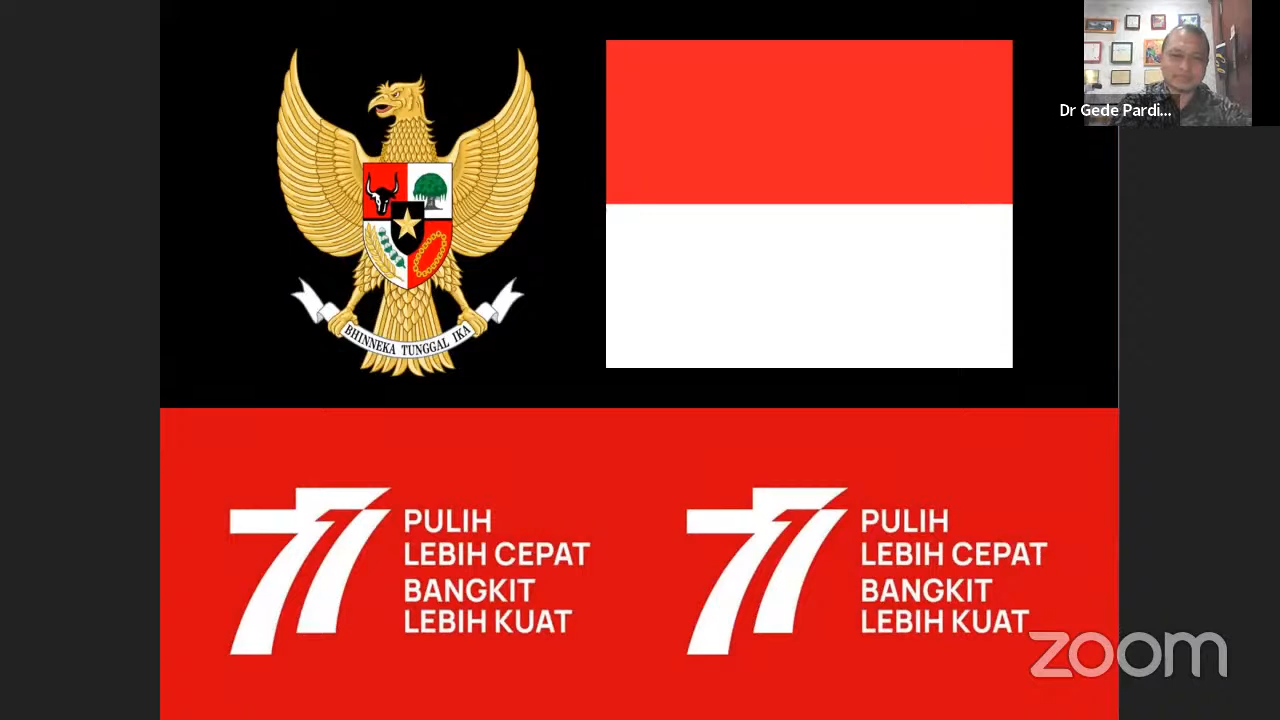 Dr Gede Pardi...
BHINNEKA TUNGGAL IKA
77
PULIH
LEBIH CEPAT
BANGKIT
LEBIH KUAT
77
PULIH
LEBIH CEPAT
BANGKIT
LEBIH KUAT
zoom